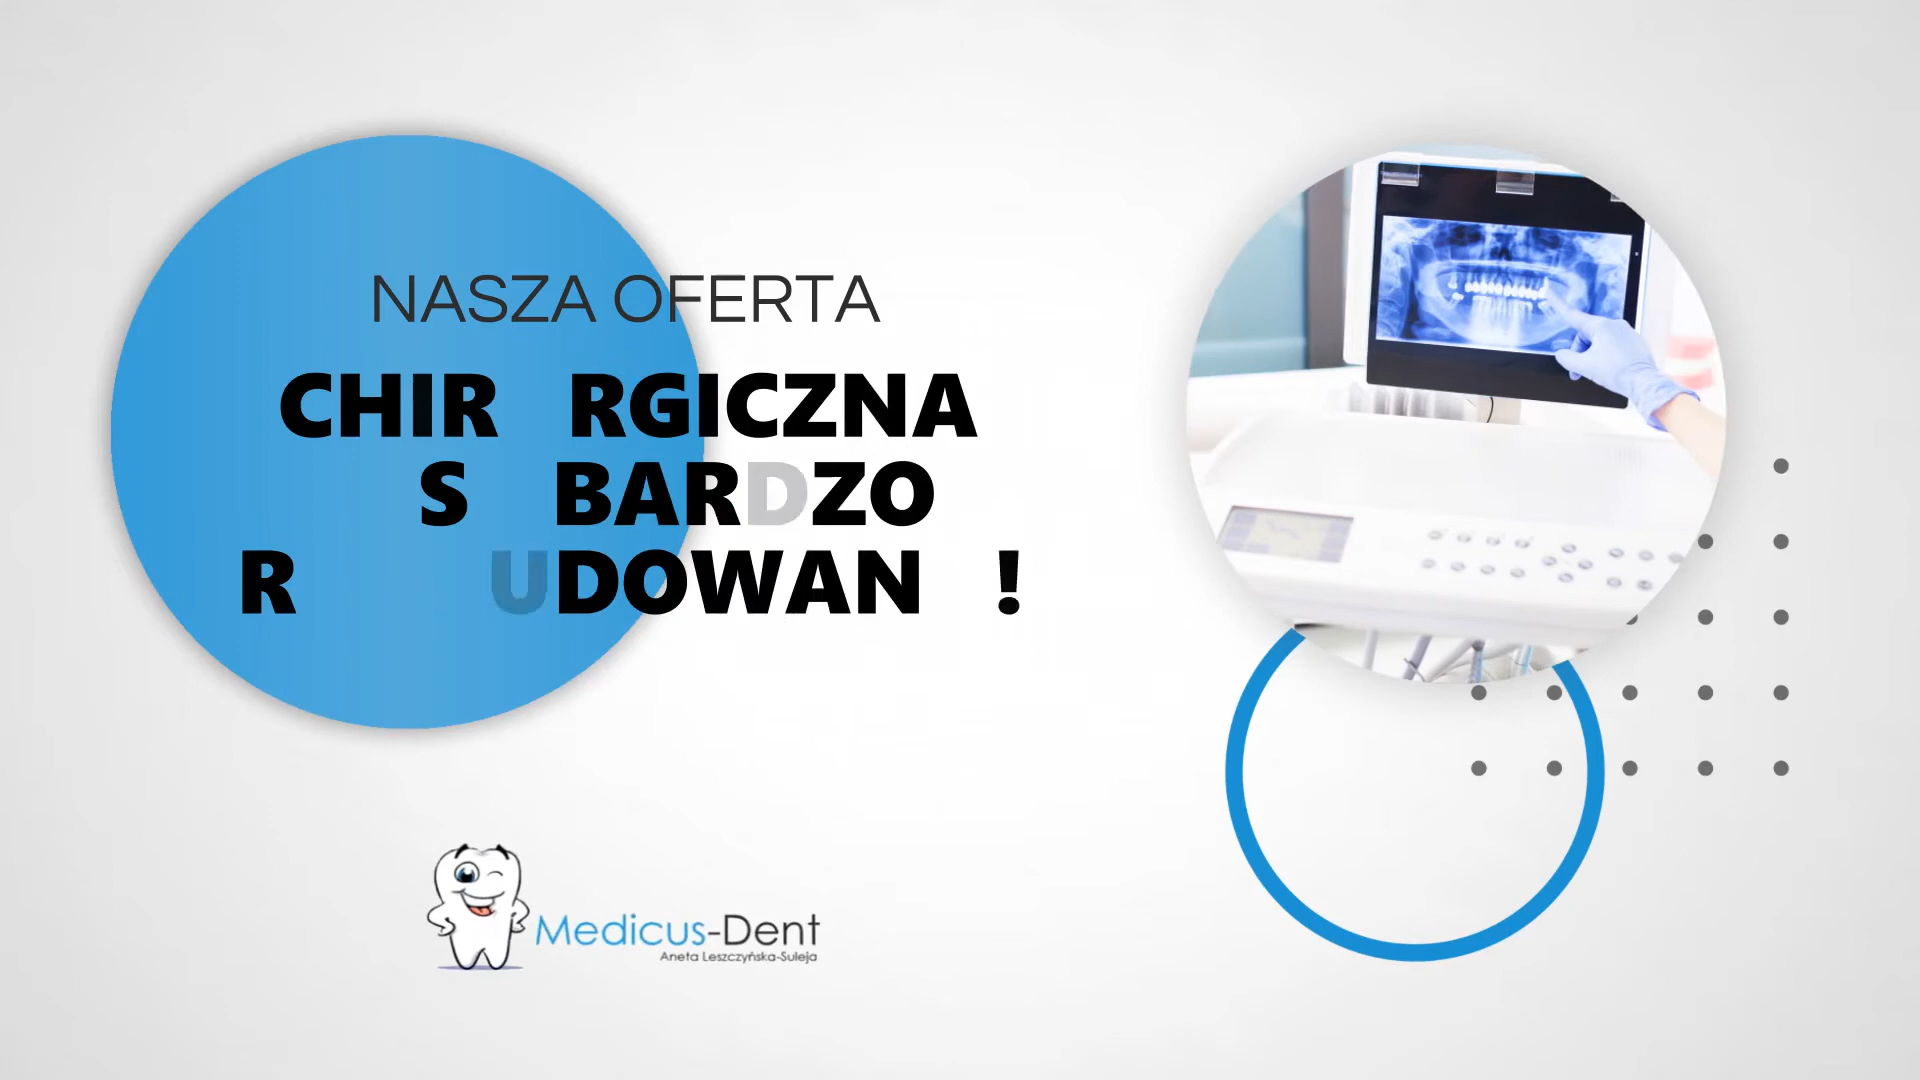 NASZA OFERTA
CHIR RGICZNA
S BARDZO
R UDOWAN !
Medicus-Dent
Aneta Leszczyńska-Suleja